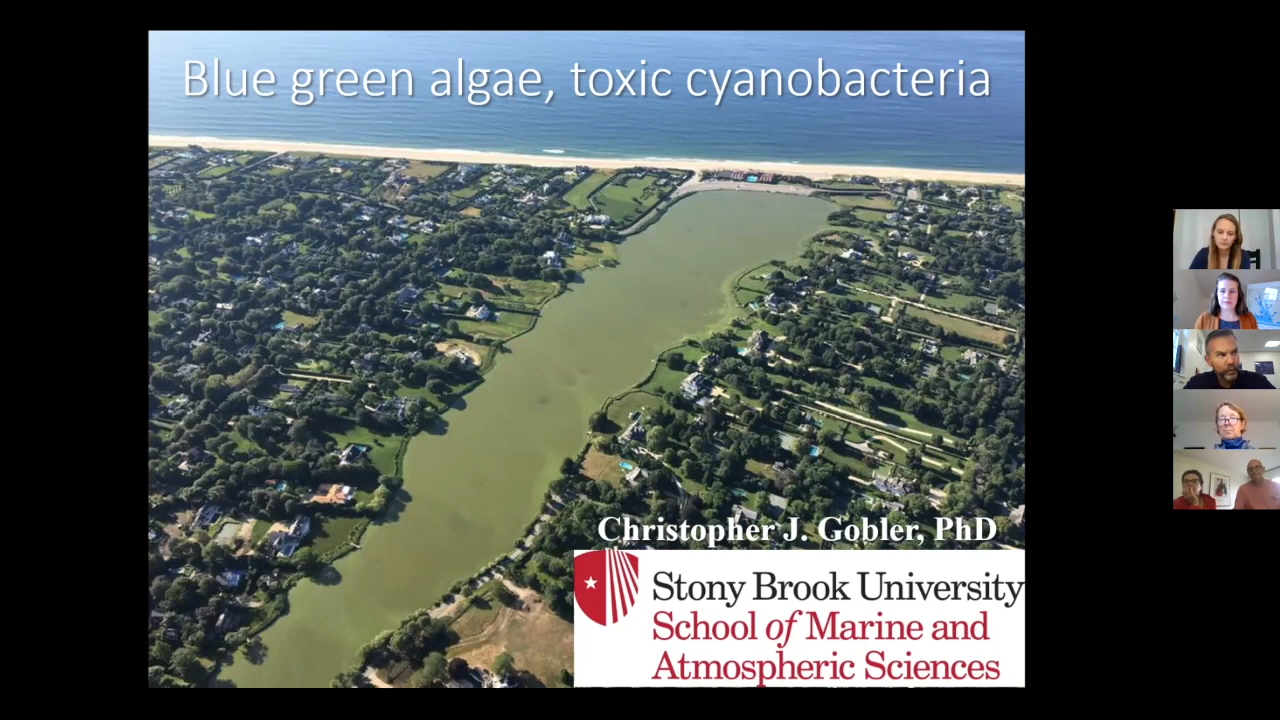 Blue green algae, toxic cyanobacteria
Christopher J. Gobler, PhD
Stony Brook University
School of Marine and
Atmospheric Sciences